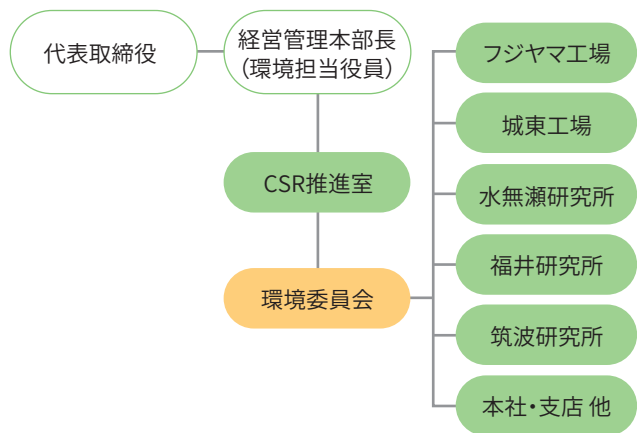 代表取締役
経営管理本部長
（環境担当役員）
CSR推進室
環境委員会
フジヤマ工場
城東工場
水無瀬研究所
福井研究所
筑波研究所
本社・支店 他